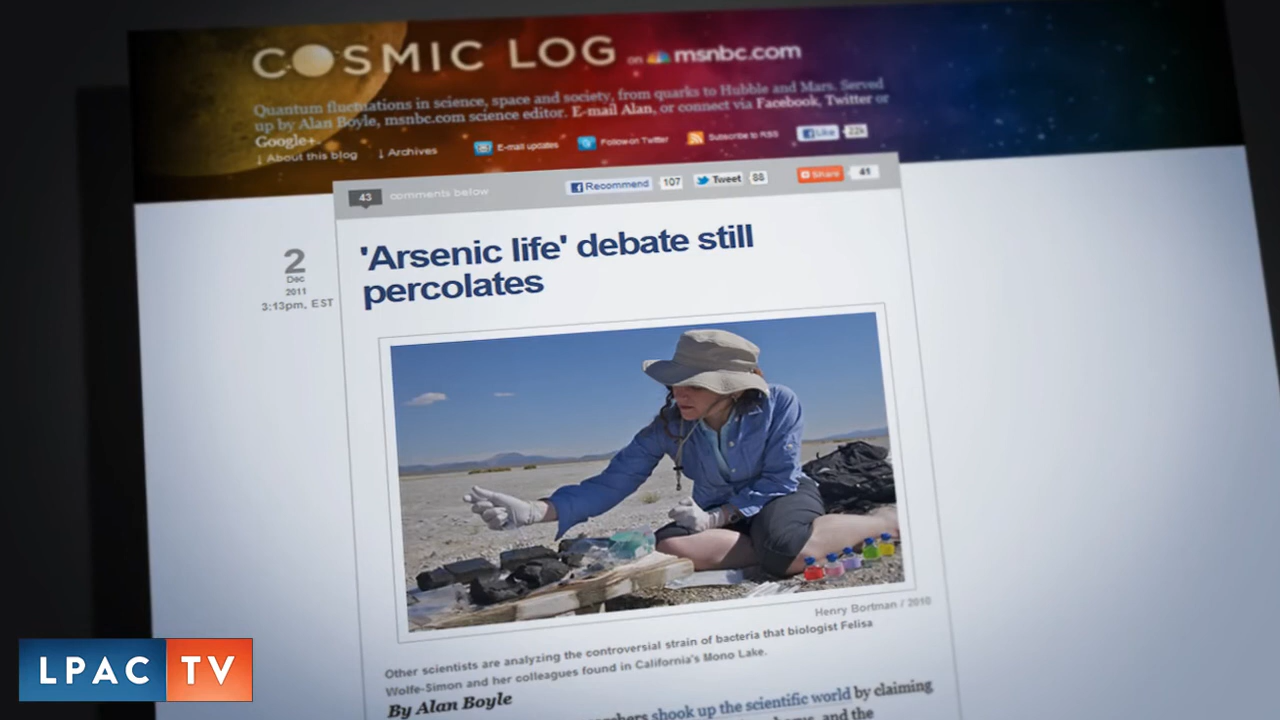 COSMIC LOG on msnbc.com
Quantum fluctuations in science, space and society, from quarks to Hubble and Mars. Served
up by Alan Boyle, msnbc.com science editor. E-mail Alan, or connect via Facebook, Twitter or
Google+.
↓ About this blog ↓ Archives E-mail updates Follow on Twitter Subscribe to RSS Like 22k
43 comments below Recommend 107 Tweet 88 Share 41
2
Dec
2011
3:13pm, EST
'Arsenic life' debate still
percolates
Henry Bortman / 2010
Other scientists are analyzing the controversial strain of bacteria that biologist Felisa
Wolfe-Simon and her colleagues found in California's Mono Lake.
By Alan Boyle
shook up the scientific world by claiming
and the
LPAC TV